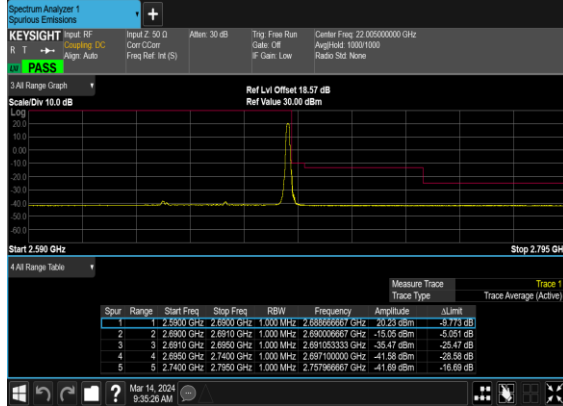 Spectrum Analyzer 1
Spurious Emissions
+
KEYSIGHT
R T
LXI
PASS
Input: RF
Coupling: DC
Align: Auto
Input Z: 50 Ω
Corr CCorr
Freq Ref: Int (S)
Atten: 30 dB
Trig: Free Run
Gate: Off
IF Gain: Low
Center Freq: 22.005000000 GHz
Avg|Hold: 1000/1000
Radio Std: None
3 All Range Graph
Scale/Div 10.0 dB
Ref Lvl Offset 18.57 dB
Ref Value 30.00 dBm
Log
20.0
10.0
0.00
-10.0
-20.0
-30.0
-40.0
-50.0
-60.0
Start 2.590 GHz
Stop 2.795 GH
4 All Range Table
Measure Trace Trace 1
Trace Type Trace Average (Active)
Spur Range Start Freq Stop Freq RBW Frequency Amplitude ΔLimit
1 1 2.5900 GHz 2.6900 GHz 1.000 MHz 2.688666667 GHz 20.23 dBm -9.773 dB
2 2 2.6900 GHz 2.6910 GHz 1.000 MHz 2.690006667 GHz -15.05 dBm -5.051 dB
3 3 2.6910 GHz 2.6950 GHz 1.000 MHz 2.691053333 GHz -35.47 dBm -25.47 dB
4 4 2.6950 GHz 2.7400 GHz 1.000 MHz 2.697100000 GHz -41.58 dBm -28.58 dB
5 5 2.7400 GHz 2.7950 GHz 1.000 MHz 2.757966667 GHz -41.69 dBm -16.69 dB
?
Mar 14, 2024
9:35:26 AM